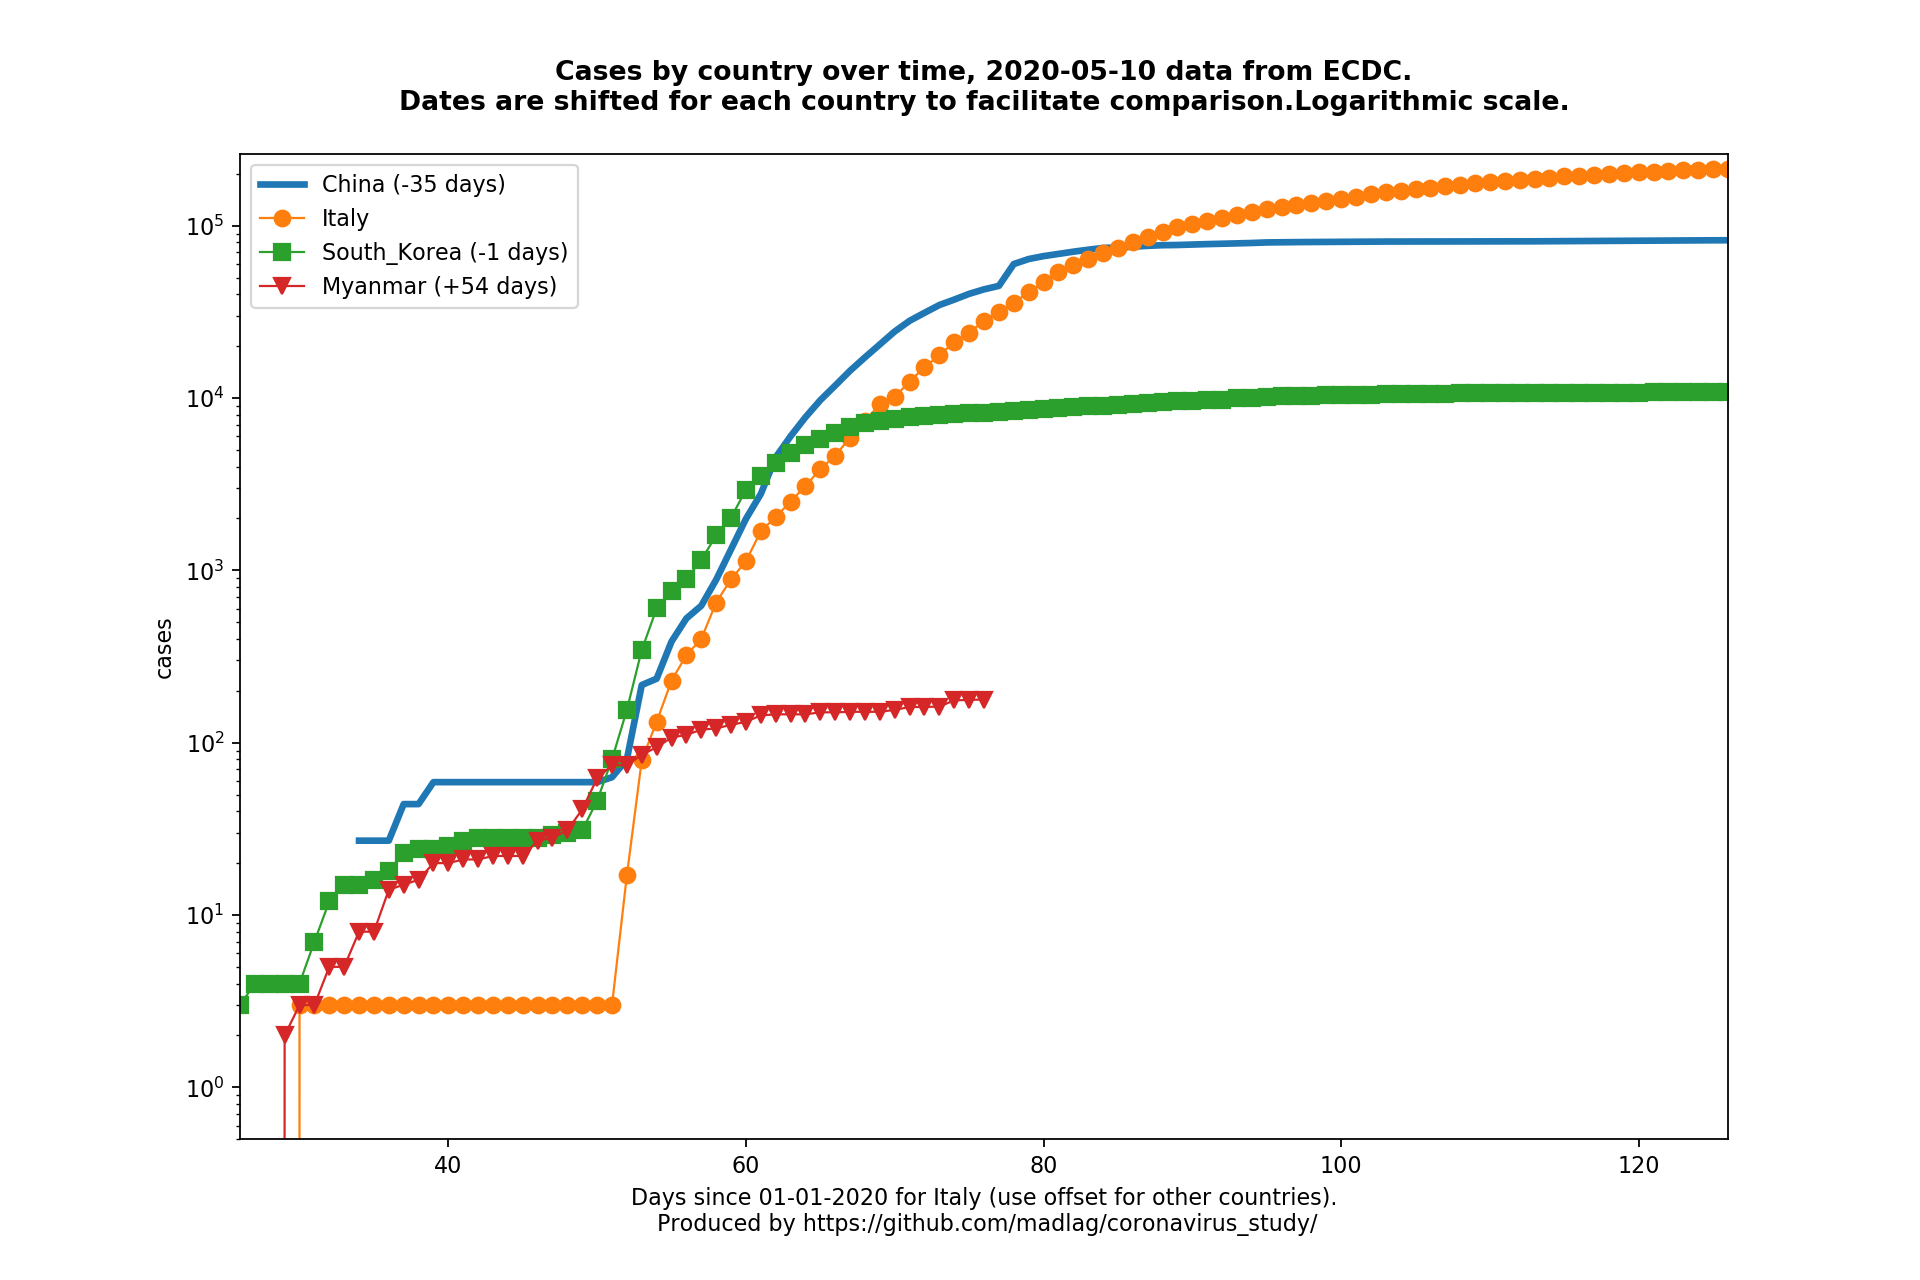 Cases by country over time, 2020-05-10 data from ECDC.
Dates are shifted for each country to facilitate comparison.Logarithmic scale.
China (-35 days)
Italy
South_Korea (-1 days)
Myanmar (+54 days)
10^5
10^4
10^3
10^2
10^1
10^0
cases
40 60 80 100 120
Days since 01-01-2020 for Italy (use offset for other countries).
Produced by https://github.com/madlag/coronavirus_study/